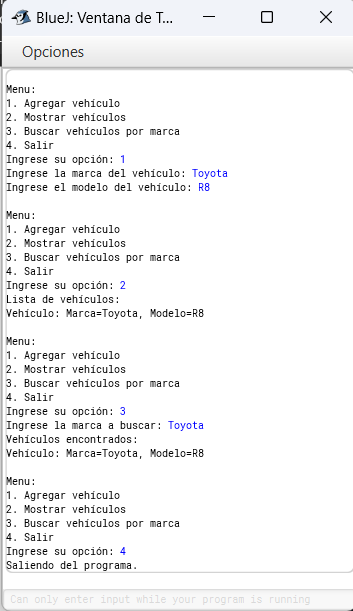 BlueJ: Ventana de T...
Opciones
Menu:
1. Agregar vehículo
2. Mostrar vehículos
3. Buscar vehículos por marca
4. Salir
Ingrese su opción: 1
Ingrese la marca del vehículo: Toyota
Ingrese el modelo del vehículo: R8
Menu:
1. Agregar vehículo
2. Mostrar vehículos
3. Buscar vehículos por marca
4. Salir
Ingrese su opción: 2
Lista de vehículos:
Vehículo: Marca=Toyota, Modelo=R8
Menu:
1. Agregar vehículo
2. Mostrar vehículos
3. Buscar vehículos por marca
4. Salir
Ingrese su opción: 3
Ingrese la marca a buscar: Toyota
Vehículos encontrados:
Vehículo: Marca=Toyota, Modelo=R8
Menu:
1. Agregar vehículo
2. Mostrar vehículos
3. Buscar vehículos por marca
4. Salir
Ingrese su opción: 4
Saliendo del programa.
Can only enter input while your program is running